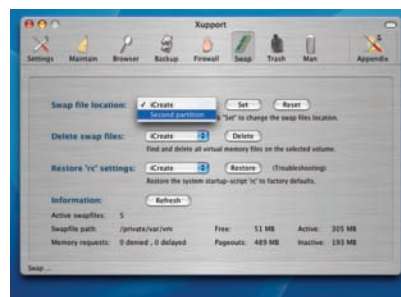 Xupport
Settings Maintain Browser Backup Firewall Swap Trash Man Appendix
Swap file location: ✓ iCreate Set Reset
Second partition "Set" to change the swap files location.
Delete swap files: iCreate Delete
Find and delete all virtual memory files on the selected volume.
Restore 'rc' settings: iCreate Restore (Troubleshooting)
Restore the system startup-script 'rc' to factory defaults.
Information: Refresh
Active swapfiles: 5
Swapfile path: /private/var/vm Free: 51 MB Active: 305 MB
Memory requests: 0 denied , 0 delayed Pageouts: 489 MB Inactive: 193 MB
Swap ...